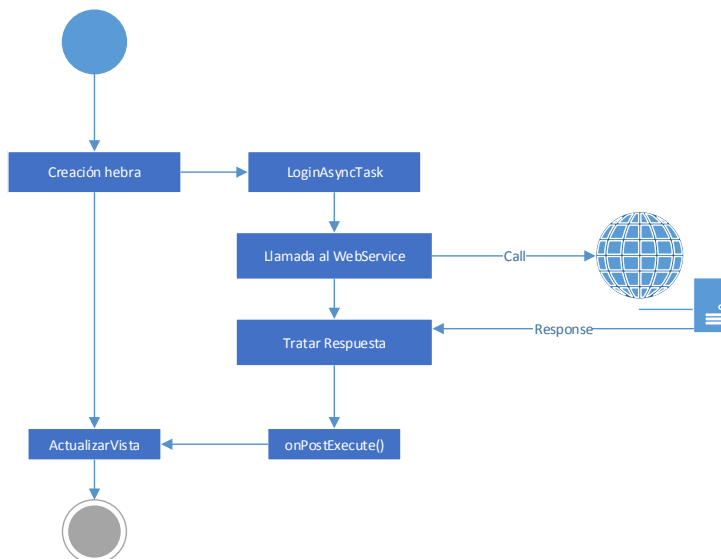 Creación hebra
LoginAsyncTask
Llamada al WebService
Call
Tratar Respuesta
Response
ActualizarVista
onPostExecute()